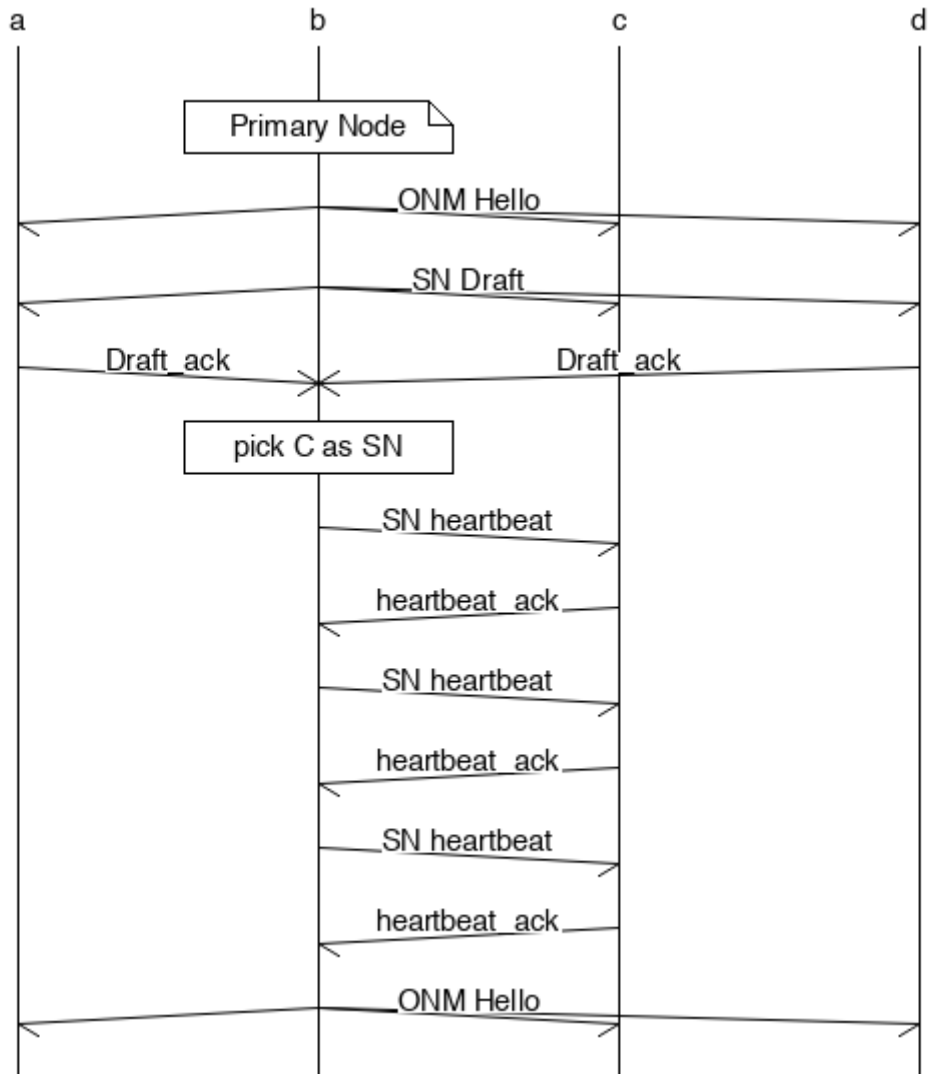 a b c d
Primary Node
ONM Hello
SN Draft
Draft_ack Draft_ack
pick C as SN
SN heartbeat
heartbeat_ack
SN heartbeat
heartbeat_ack
SN heartbeat
heartbeat_ack
ONM Hello